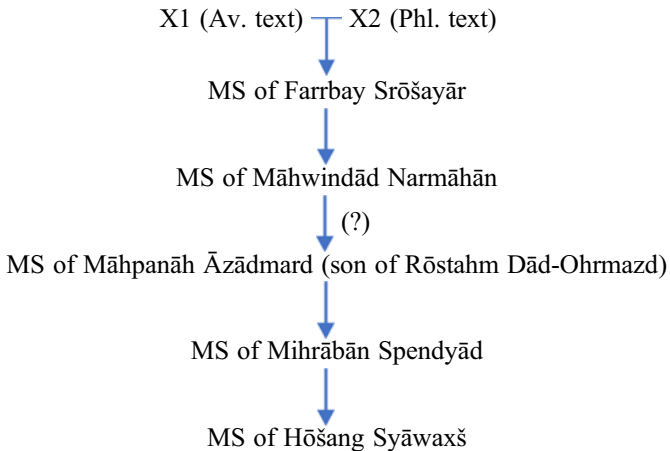 X1 (Av. text) X2 (Phl. text)
MS of Farrbay Srōšayār
MS of Māhwindād Narmāhān
(?)
MS of Māhpanāh Āzādmard (son of Rōstahm Dād-Ohrmazd)
MS of Mihrābān Spendyād
MS of Hōšang Syāwaxš